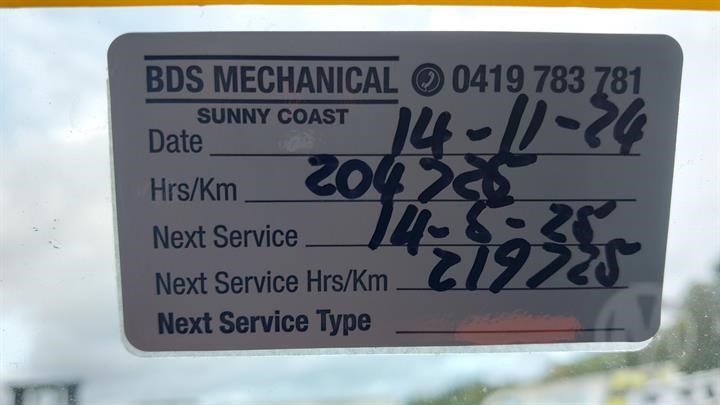 BDS MECHANICAL 0419 783 781
SUNNY COAST
Date 14-11-24
Hrs/Km 204725
Next Service 14-5-25
Next Service Hrs/Km 219725
Next Service Type